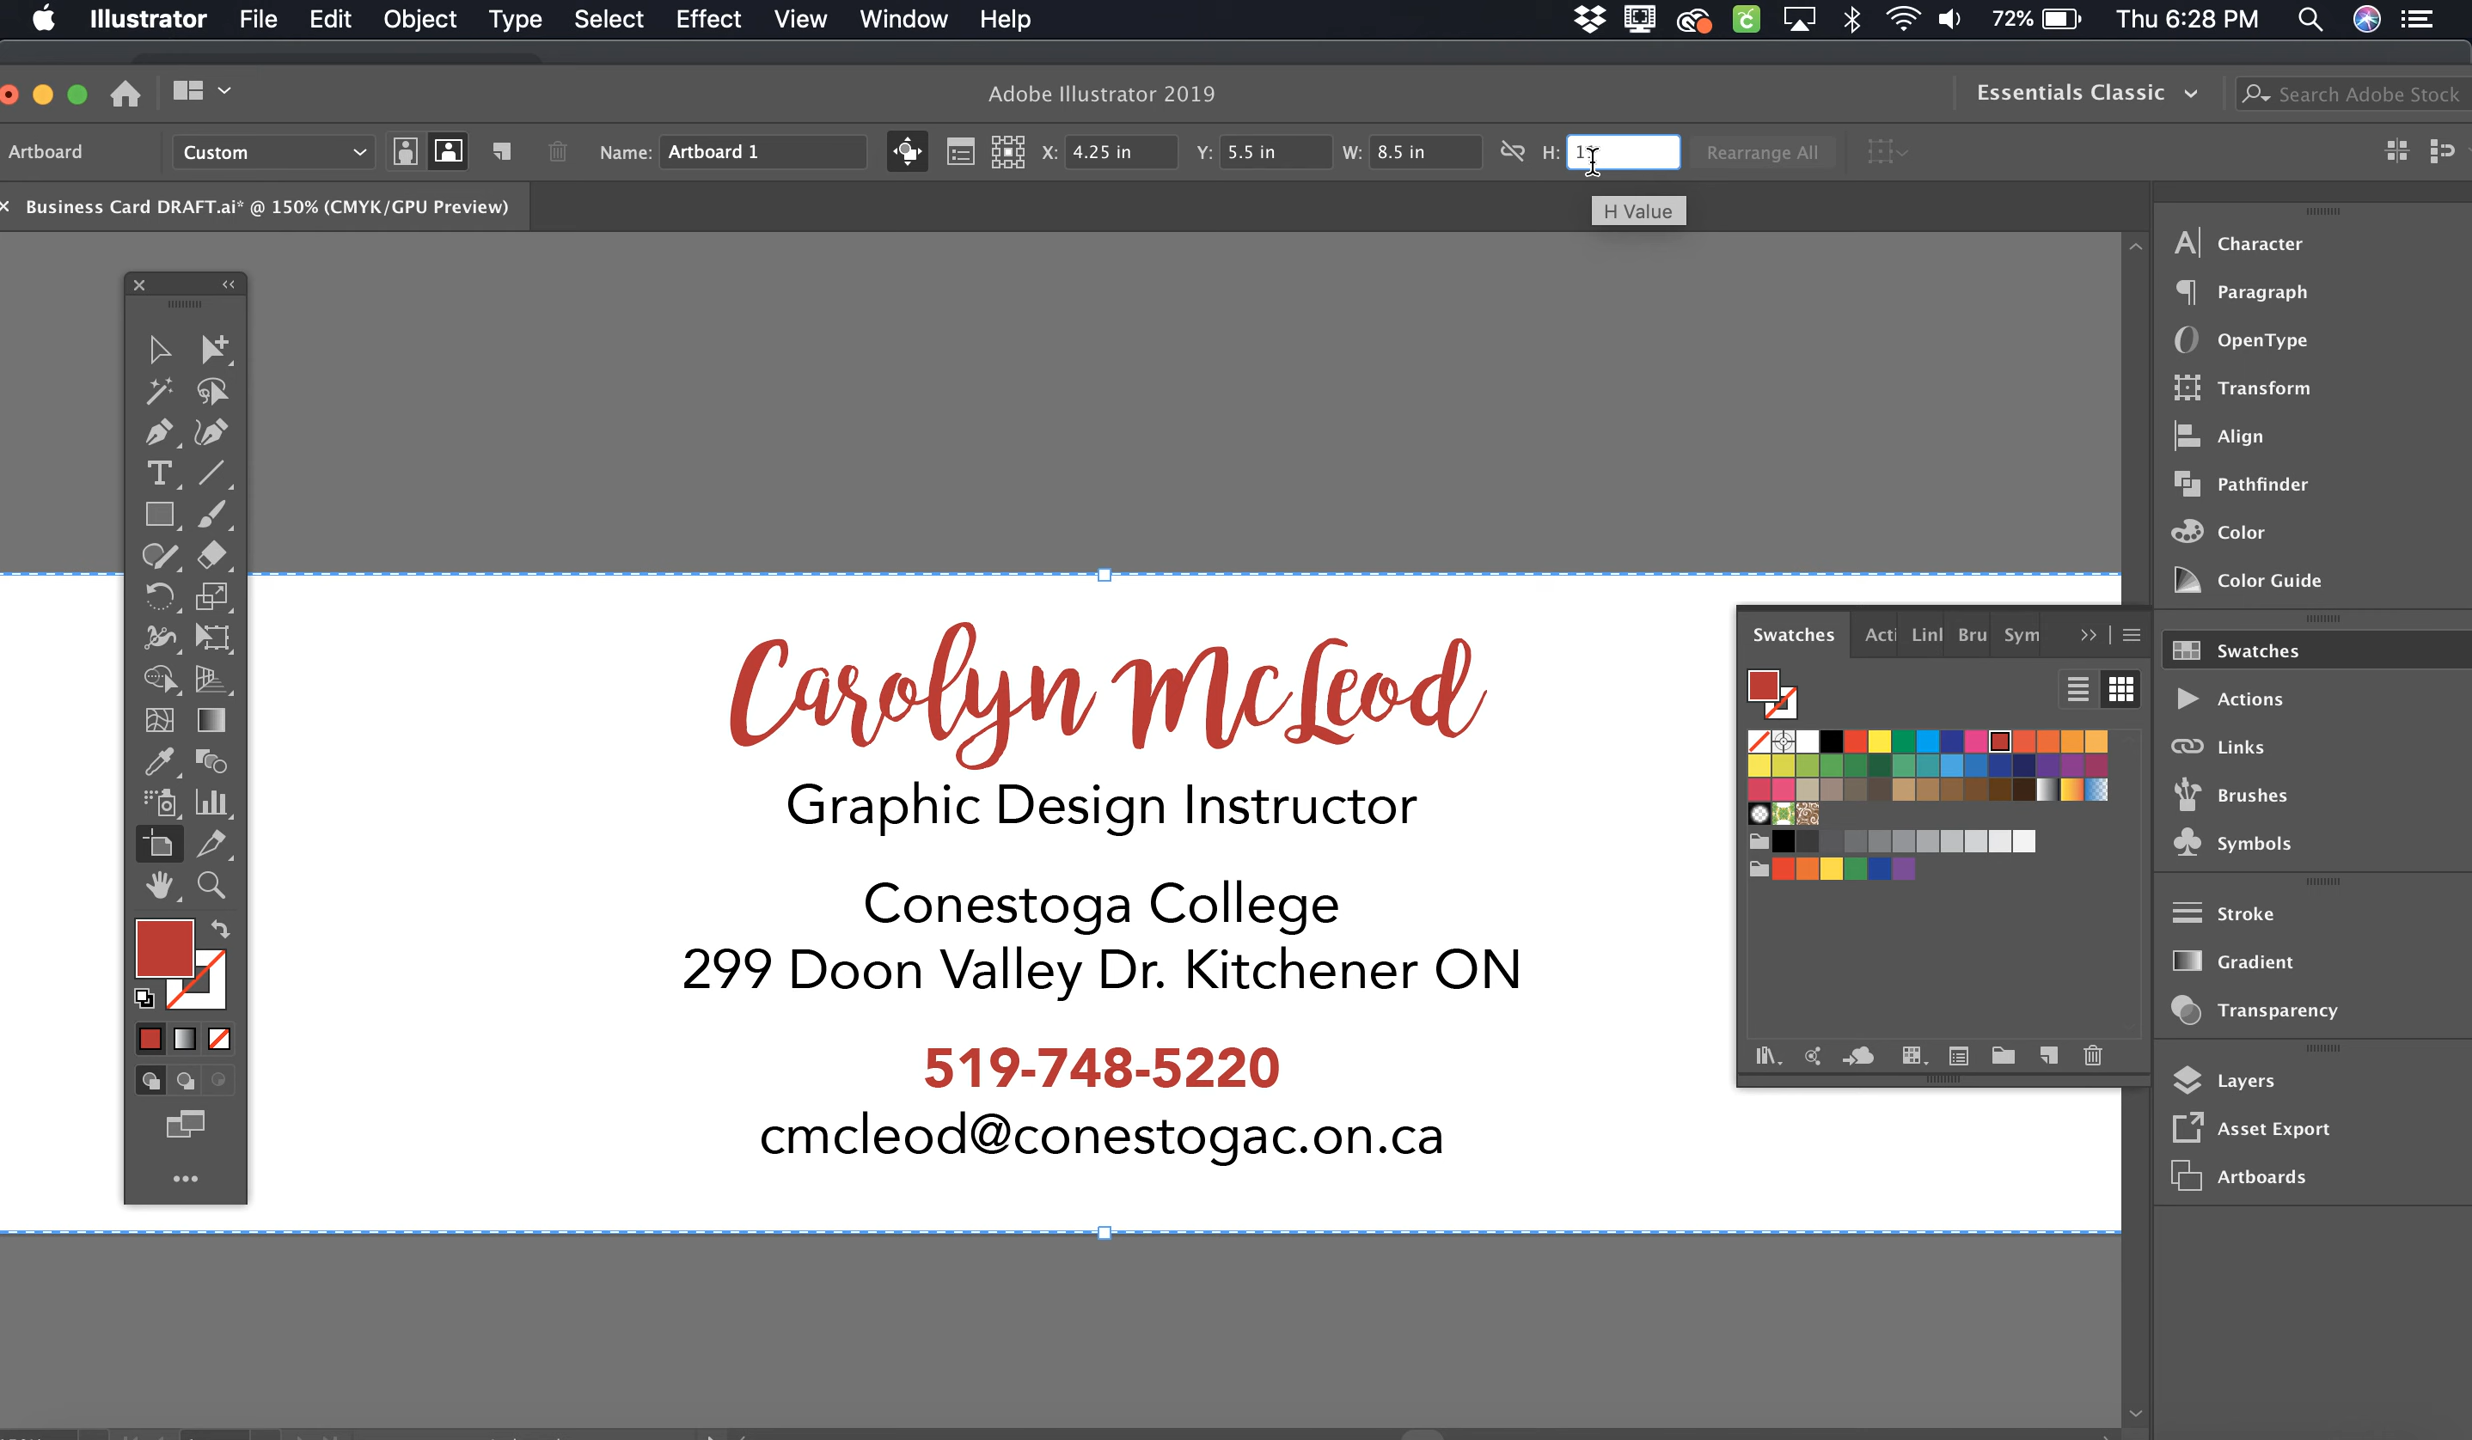 Illustrator File Edit Object Type Select Effect View Window Help 72% Thu 6:28 PM
Adobe Illustrator 2019 Essentials Classic Search Adobe Stock
Artboard Custom Name: Artboard 1 X: 4.25 in Y: 5.5 in W: 8.5 in H: 11 Rearrange All
Business Card DRAFT.ai* @ 150% (CMYK/GPU Preview)
H Value
Character
Paragraph
OpenType
Transform
Align
Pathfinder
Color
Color Guide
Swatches
Actions
Links
Brushes
Symbols
Stroke
Gradient
Transparency
Layers
Asset Export
Artboards
Swatches Acti Linl Bru Sym
Carolyn McLeod
Graphic Design Instructor
Conestoga College
299 Doon Valley Dr. Kitchener ON
519-748-5220
cmcleod@conestogac.on.ca